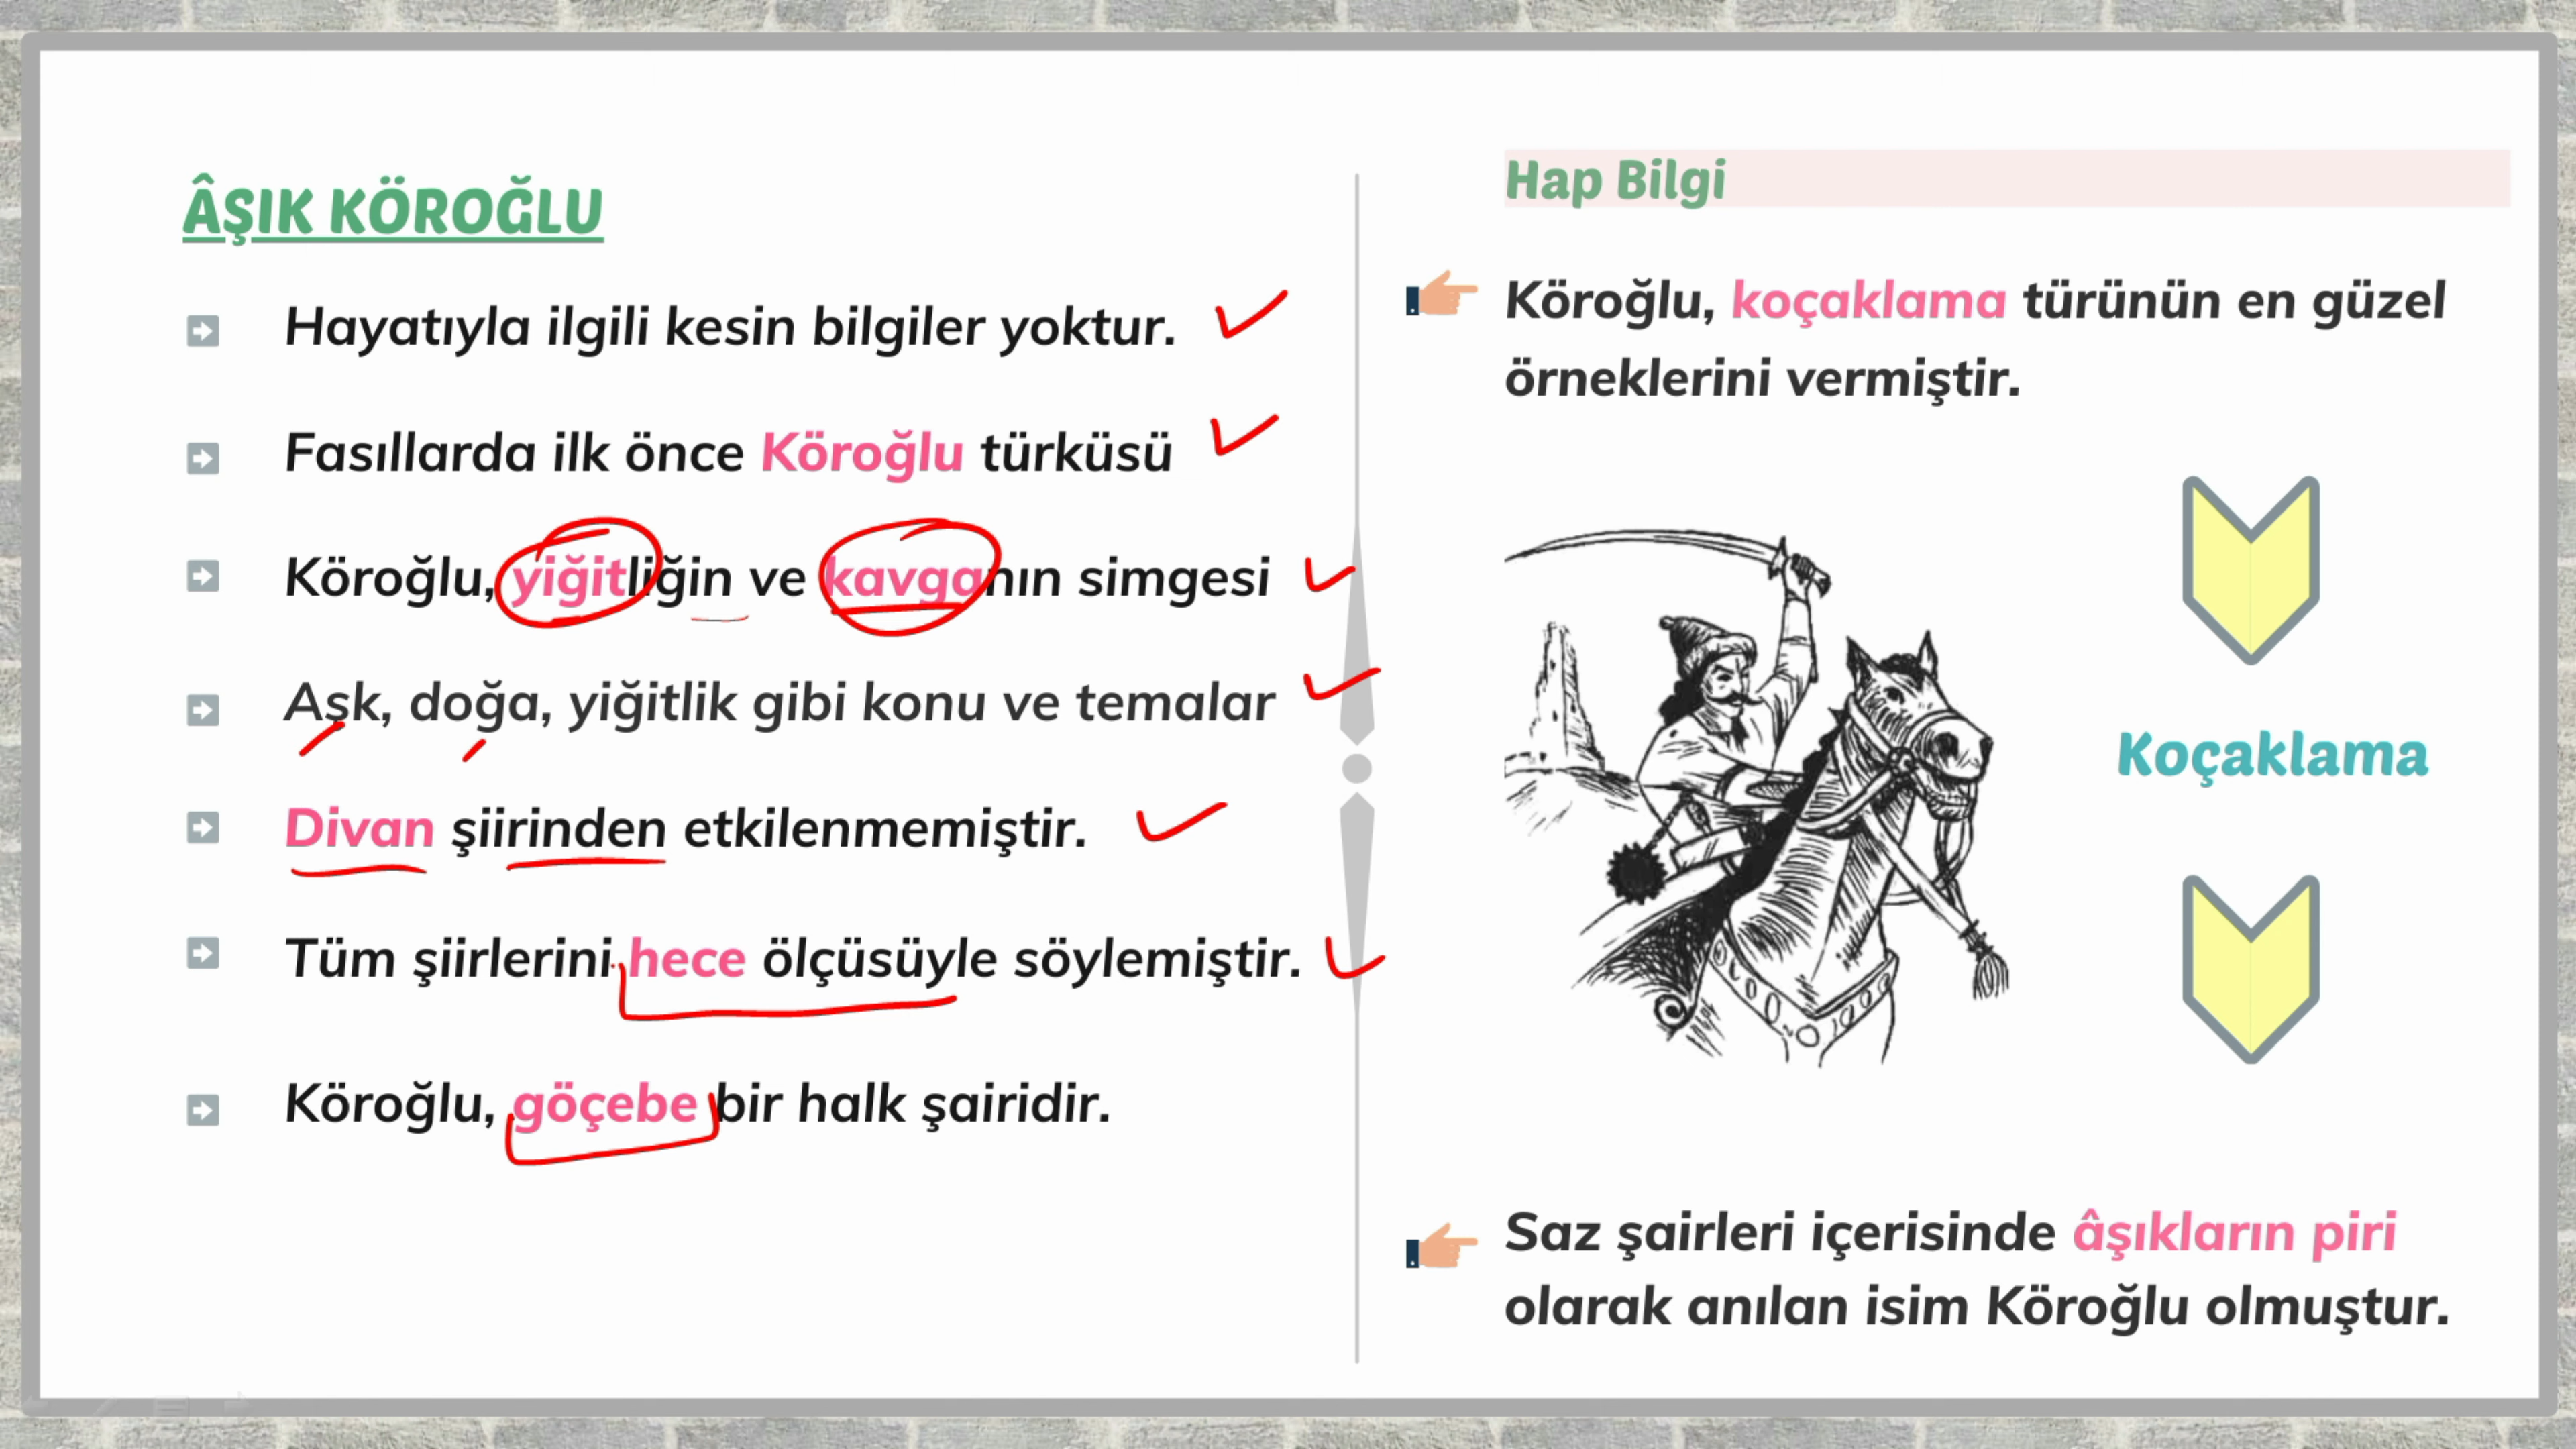 ÂŞIK KÖROĞLU
Hayatıyla ilgili kesin bilgiler yoktur.
Fasıllarda ilk önce Köroğlu türküsü
Köroğlu, yiğitliğin ve kavganın simgesi
Aşk, doğa, yiğitlik gibi konu ve temalar
Divan şiirinden etkilenmemiştir.
Tüm şiirlerini hece ölçüsüyle söylemiştir.
Köroğlu, göçebe bir halk şairidir.
Hap Bilgi
Köroğlu, koçaklama türünün en güzel
örneklerini vermiştir.
Koçaklama
Saz şairleri içerisinde âşıkların piri
olarak anılan isim Köroğlu olmuştur.